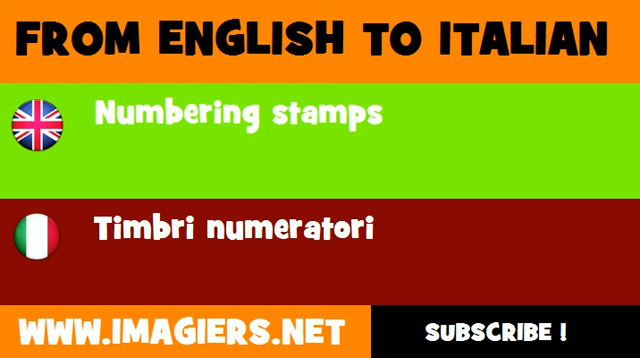 FROM ENGLISH TO ITALIAN
Numbering stamps
Timbri numeratori
WWW.IMAGIERS.NET
SUBSCRIBE !